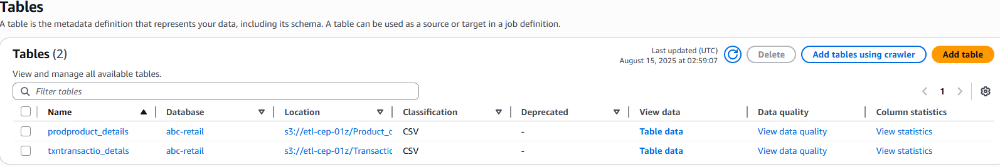 Tables
A table is the metadata definition that represents your data, including its schema. A table can be used as a source or target in a job definition.
Tables (2)
Last updated (UTC)
August 15, 2025 at 02:59:07
Delete
Add tables using crawler
Add table
View and manage all available tables.
Filter tables
1
Name Database Location Classification Deprecated View data Data quality Column statistics
prodproduct_details abc-retail s3://etl-cep-01z/Product_d CSV - Table data View data quality View statistics
txntransactio_detals abc-retail s3://etl-cep-01z/Transactio CSV - Table data View data quality View statistics